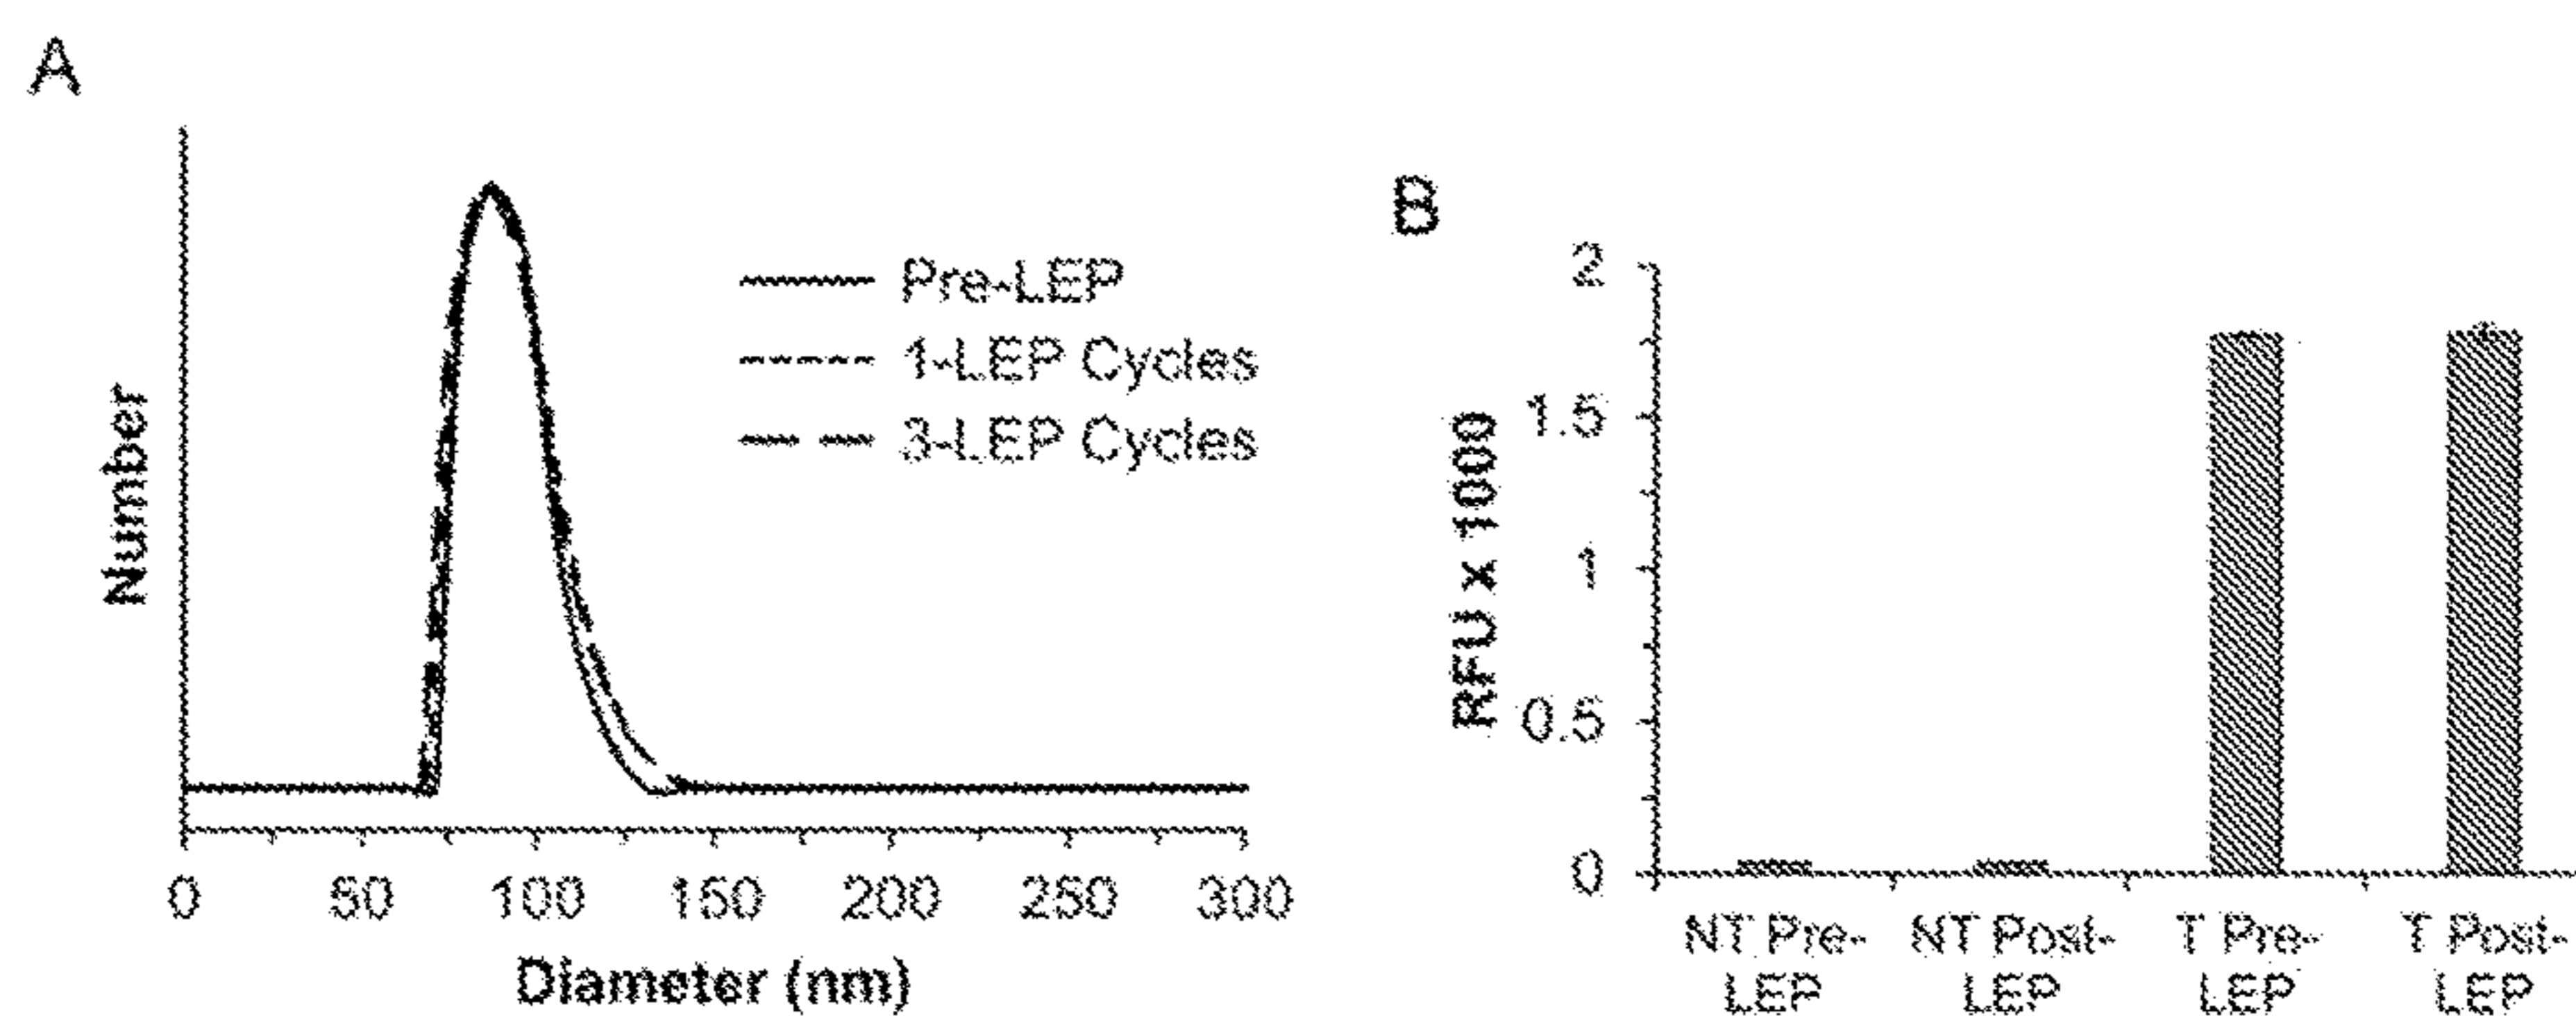 A
Number
Pre-LEP
1-LEP Cycles
3-LEP Cycles
0 50 100 150 200 250 300
Diameter (nm)
B
RFU x 1000
2
1.5
1
0.5
0
NT Pre-
LEP
NT Post-
LEP
T Pre-
LEP
T Post-
LEP